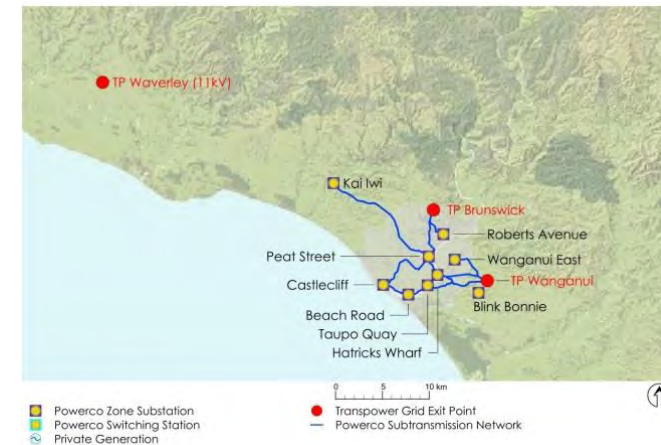 TP Waverley (11kV)
Kai Iwi
TP Brunswick
Roberts Avenue
Peat Street
Wanganui East
Castlecliff
TP Wanganui
Beach Road
Blink Bonnie
Taupo Quay
Hatricks Wharf
0 5 10 km
Powerco Zone Substation
Powerco Switching Station
Private Generation
Transpower Grid Exit Point
Powerco Subtransmission Network